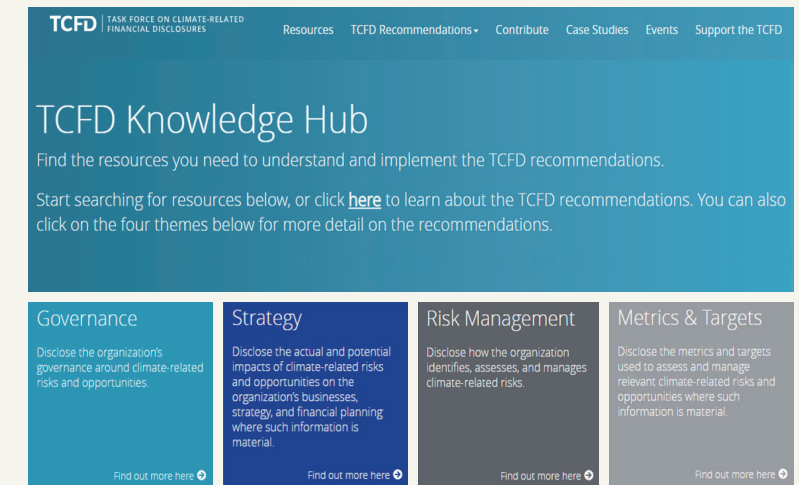 TCFD
TASK FORCE ON CLIMATE-RELATED
FINANCIAL DISCLOSURES
Resources TCFD Recommendations Contribute Case Studies Events Support the TCFD
TCFD Knowledge Hub
Find the resources you need to understand and implement the TCFD recommendations.
Start searching for resources below, or click here to learn about the TCFD recommendations. You can also
click on the four themes below for more detail on the recommendations.
Governance
Disclose the organization's
governance around climate-related
risks and opportunities.
Find out more here
Strategy
Disclose the actual and potential
impacts of climate-related risks
and opportunities on the
organization's businesses,
strategy, and financial planning
where such information is
material.
Find out more here
Risk Management
Disclose how the organization
identifies, assesses, and manages
climate-related risks.
Find out more here
Metrics & Targets
Disclose the metrics and targets
used to assess and manage
relevant climate-related risks and
opportunities where such
information is material.
Find out more here